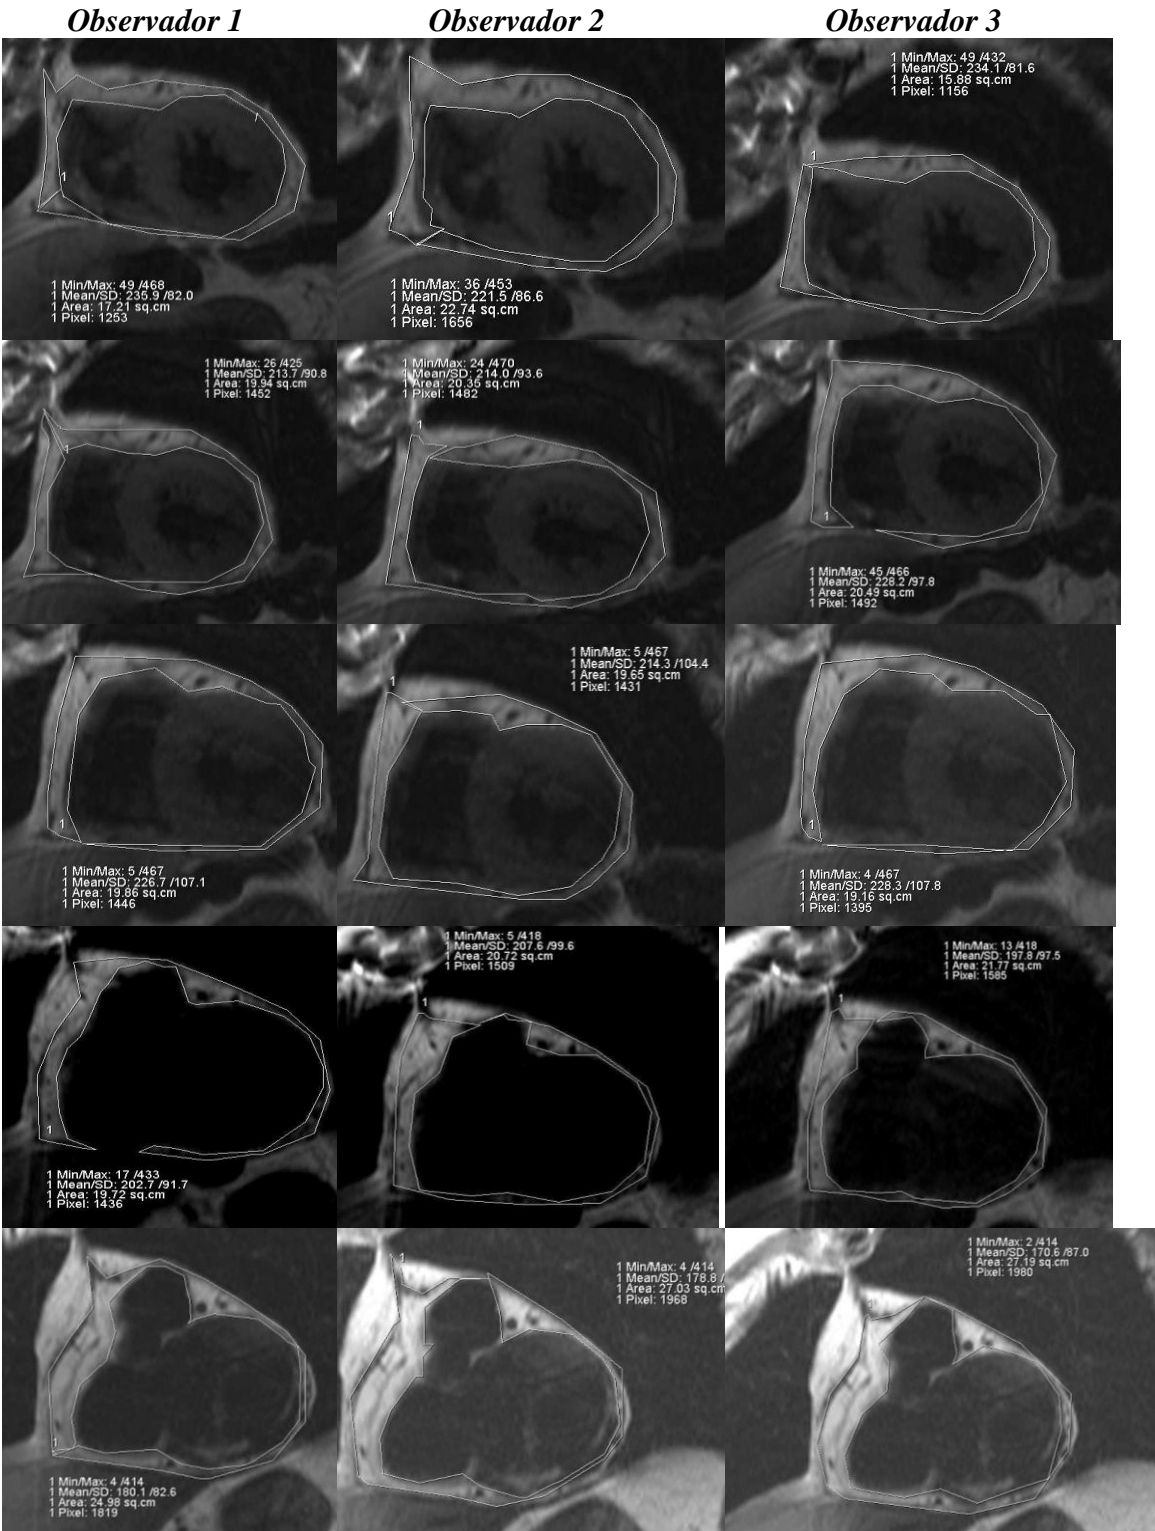 Observador 1
Observador 2
Observador 3
1 Min/Max: 49 /468
1 Mean/SD: 235.9 /82.0
1 Area: 17.21 sq.cm
1 Pixel: 1253
1
1 Min/Max: 36 /453
1 Mean/SD: 221.5 /86.6
1 Area: 22.74 sq.cm
1 Pixel: 1656
1
1 Min/Max: 49 /432
1 Mean/SD: 234.1 /81.6
1 Area: 15.88 sq.cm
1 Pixel: 1156
1
1 Min/Max: 26 /425
1 Mean/SD: 213.7 /90.8
1 Area: 19.94 sq.cm
1 Pixel: 1452
1
1 Min/Max: 24 /470
1 Mean/SD: 214.0 /93.6
1 Area: 20.35 sq.cm
1 Pixel: 1482
1
1
1 Min/Max: 45 /466
1 Mean/SD: 228.2 /97.8
1 Area: 20.49 sq.cm
1 Pixel: 1492
1
1 Min/Max: 5 /467
1 Mean/SD: 226.7 /107.1
1 Area: 19.86 sq.cm
1 Pixel: 1446
1 Min/Max: 5 /467
1 Mean/SD: 214.3 /104.4
1 Area: 19.65 sq.cm
1 Pixel: 1431
1
1
1 Min/Max: 4 /467
1 Mean/SD: 228.3 /107.8
1 Area: 19.16 sq.cm
1 Pixel: 1395
1
1 Min/Max: 17 /433
1 Mean/SD: 202.7 /91.7
1 Area: 19.72 sq.cm
1 Pixel: 1436
1 Min/Max: 5 /418
1 Mean/SD: 207.6 /99.6
1 Area: 20.72 sq.cm
1 Pixel: 1509
1
1 Min/Max: 13 /418
1 Mean/SD: 197.8 /97.5
1 Area: 21.77 sq.cm
1 Pixel: 1585
1
1
1 Min/Max: 4 /414
1 Mean/SD: 180.1 /82.6
1 Area: 24.98 sq.cm
1 Pixel: 1819
1
1 Min/Max: 4 /414
1 Mean/SD: 178.8 /
1 Area: 27.03 sq.cm
1 Pixel: 1968
1 Min/Max: 2 /414
1 Mean/SD: 170.6 /87.0
1 Area: 27.19 sq.cm
1 Pixel: 1980
1